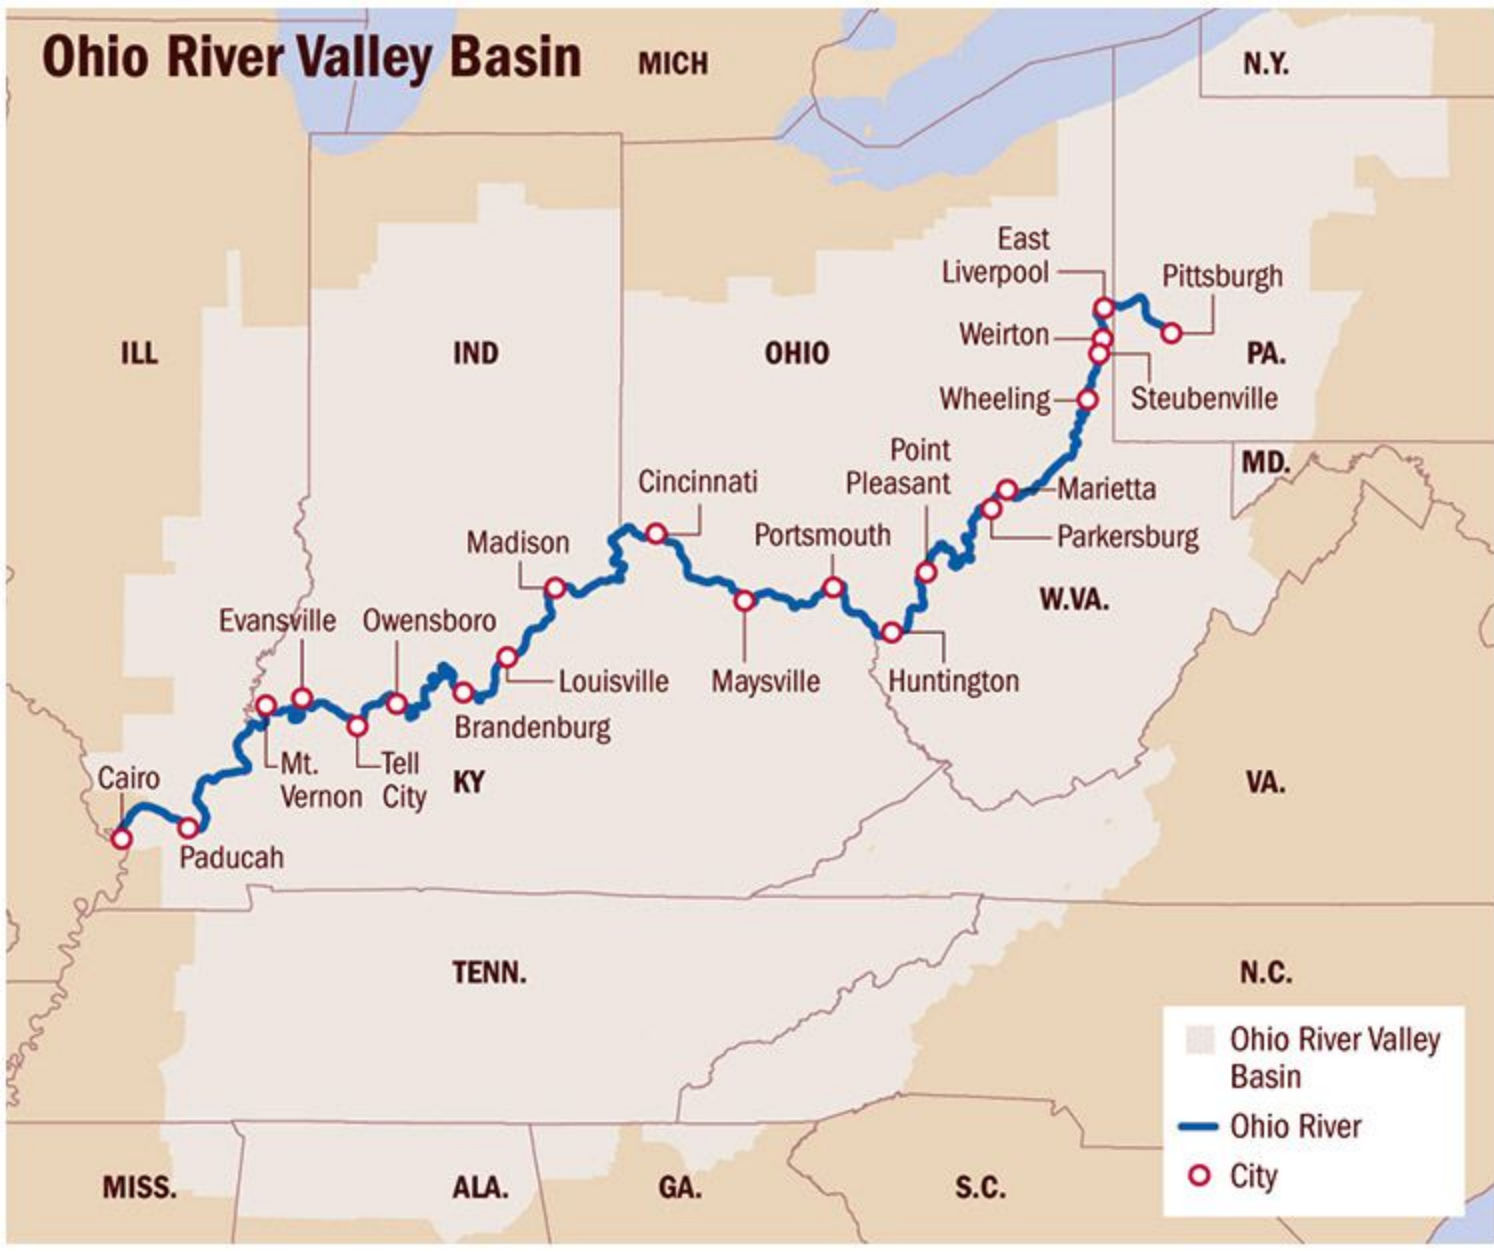 Ohio River Valley Basin
MICH
N.Y.
East
Liverpool
Pittsburgh
Weirton
ILL
IND
OHIO
PA.
Wheeling
Steubenville
Point
Pleasant
MD.
Cincinnati
Marietta
Madison
Portsmouth
Parkersburg
W.VA.
Evansville
Owensboro
Louisville
Maysville
Huntington
Brandenburg
Mt.
Vernon
Tell
City
Cairo
KY
VA.
Paducah
TENN.
N.C.
Ohio River Valley
Basin
Ohio River
City
MISS.
ALA.
GA.
S.C.